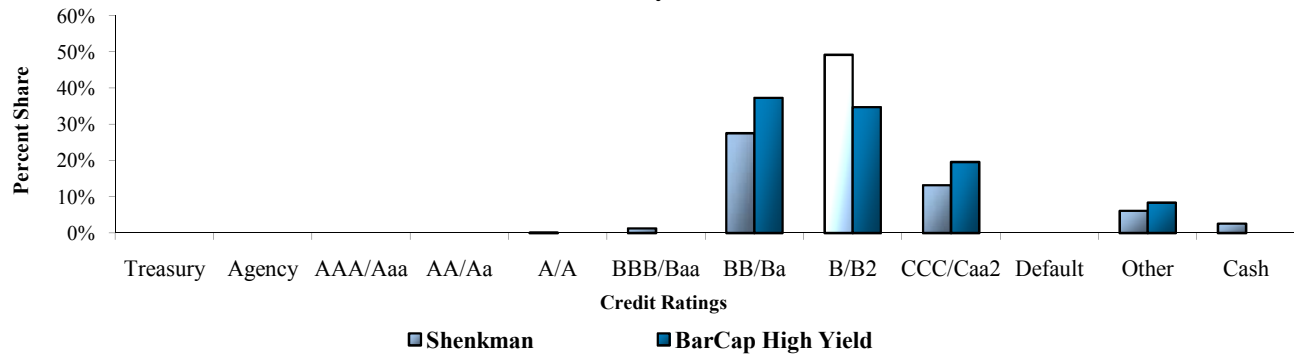 60%
50%
40%
30%
20%
10%
0%
Percent Share
Treasury Agency AAA/Aaa AA/Aa A/A BBB/Baa BB/Ba B/B2 CCC/Caa2 Default Other Cash
Credit Ratings
Shenkman BarCap High Yield